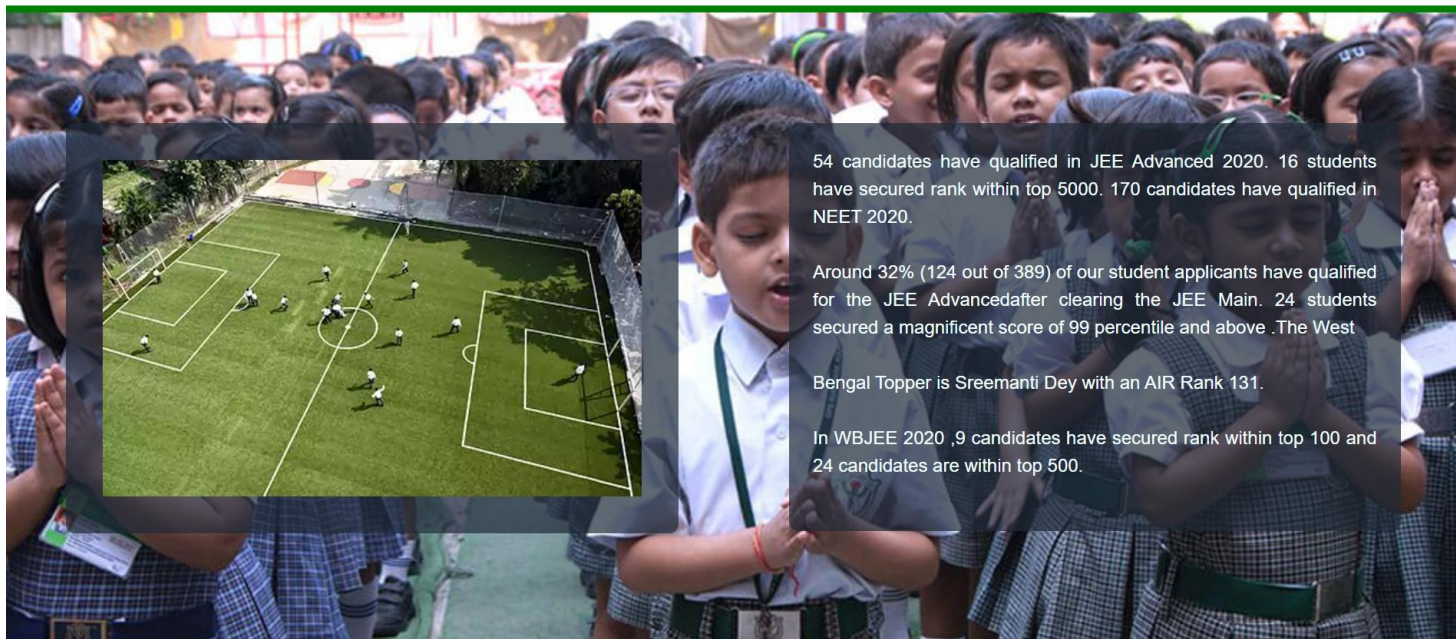 54 candidates have qualified in JEE Advanced 2020. 16 students
have secured rank within top 5000. 170 candidates have qualified in
NEET 2020.
Around 32% (124 out of 389) of our student applicants have qualified
for the JEE Advancedafter clearing the JEE Main. 24 students
secured a magnificent score of 99 percentile and above .The West
Bengal Topper is Sreemanti Dey with an AIR Rank 131.
In WBJEE 2020 ,9 candidates have secured rank within top 100 and
24 candidates are within top 500.